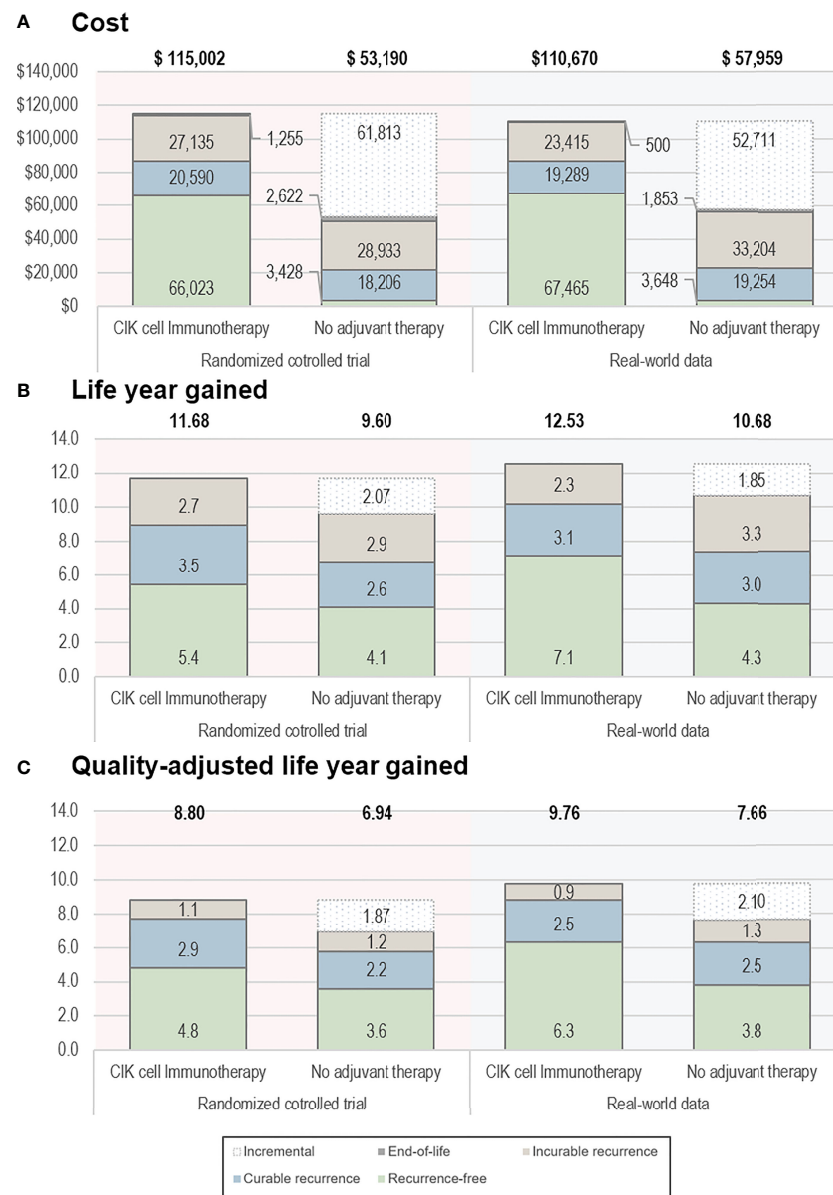 A Cost
$ 115,002 $ 53,190 $110,670 $ 57,959
$140,000
$120,000
$100,000
$80,000
$60,000
$40,000
$20,000
$0
27,135 1,255 61,813 23,415 500 52,711
20,590 2,622 19,289 1,853
28,933 33,204
66,023 3,428 18,206 67,465 3,648 19,254
CIK cell Immunotherapy No adjuvant therapy CIK cell Immunotherapy No adjuvant therapy
Randomized cotrolled trial Real-world data
B Life year gained
11.68 9.60 12.53 10.68
14.0
12.0
10.0
8.0
6.0
4.0
2.0
0.0
2.7 2.07 2.3 1.85
3.5 2.9 3.1 3.3
2.6 3.0
5.4 4.1 7.1 4.3
CIK cell Immunotherapy No adjuvant therapy CIK cell Immunotherapy No adjuvant therapy
Randomized cotrolled trial Real-world data
C Quality-adjusted life year gained
8.80 6.94 9.76 7.66
14.0
12.0
10.0
8.0
6.0
4.0
2.0
0.0
1.1 1.87 0.9 2.10
2.9 1.2 2.5 1.3
2.2 2.5
4.8 3.6 6.3 3.8
CIK cell Immunotherapy No adjuvant therapy CIK cell Immunotherapy No adjuvant therapy
Randomized cotrolled trial Real-world data
Incremental End-of-life Incurable recurrence
Curable recurrence Recurrence-free